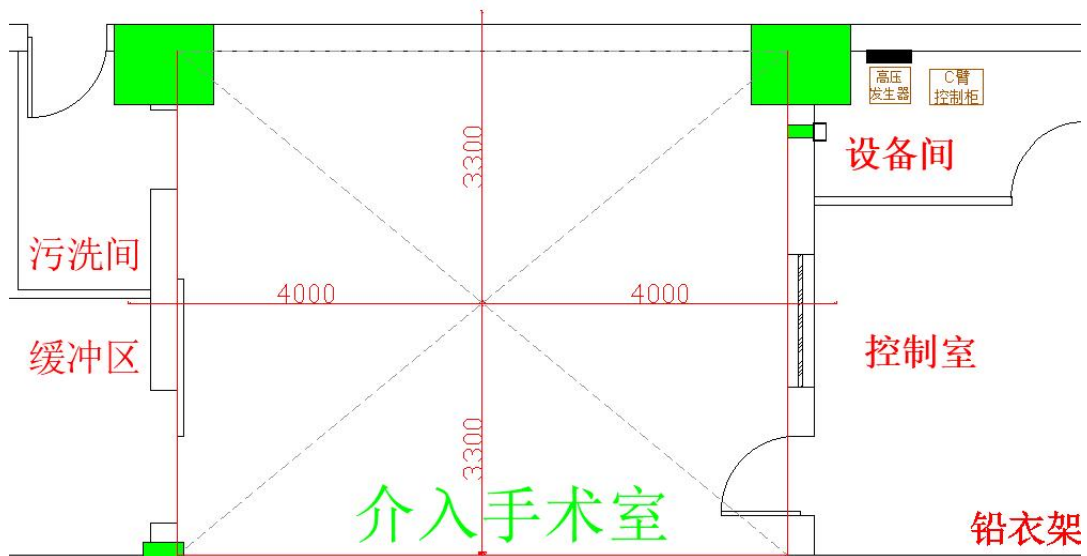 高压
发生器
C臂
控制柜
3300
设备间
污洗间
4000
4000
缓冲区
控制室
3300
介入手术室
铅衣架